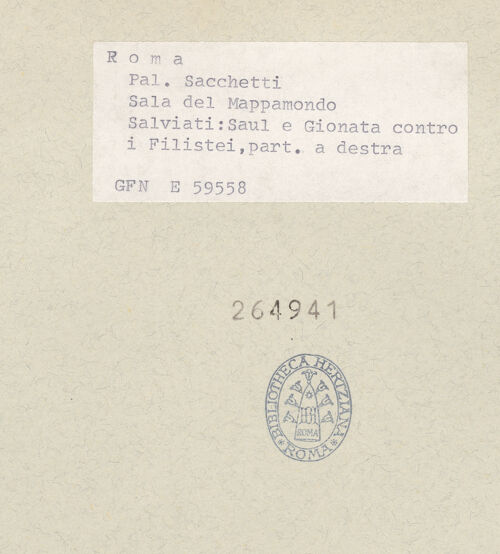 R o m a
Pal. Sacchetti
Sala del Mappamondo
Salviati:Saul e Gionata contro
i Filistei,part. a destra
GFN E 59558
264941
BIBLIOTHECA HERTZIANA
ROMA
ROMA